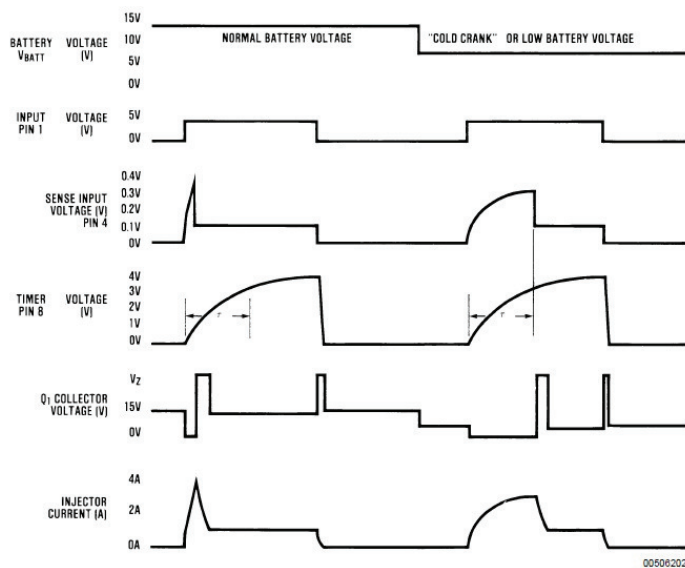 15V
BATTERY VOLTAGE 10V NORMAL BATTERY VOLTAGE "COLD CRANK" OR LOW BATTERY VOLTAGE
VBATT (V) 5V
0V
INPUT VOLTAGE 5V
PIN 1 (V) 0V
0.4V
SENSE INPUT 0.3V
VOLTAGE (V) 0.2V
PIN 4 0.1V
0V
4V
TIMER VOLTAGE 3V
PIN 8 (V) 2V
1V τ τ
0V
VZ
Q1 COLLECTOR 15V
VOLTAGE (V) 0V
4A
INJECTOR 2A
CURRENT (A)
0A
00506202